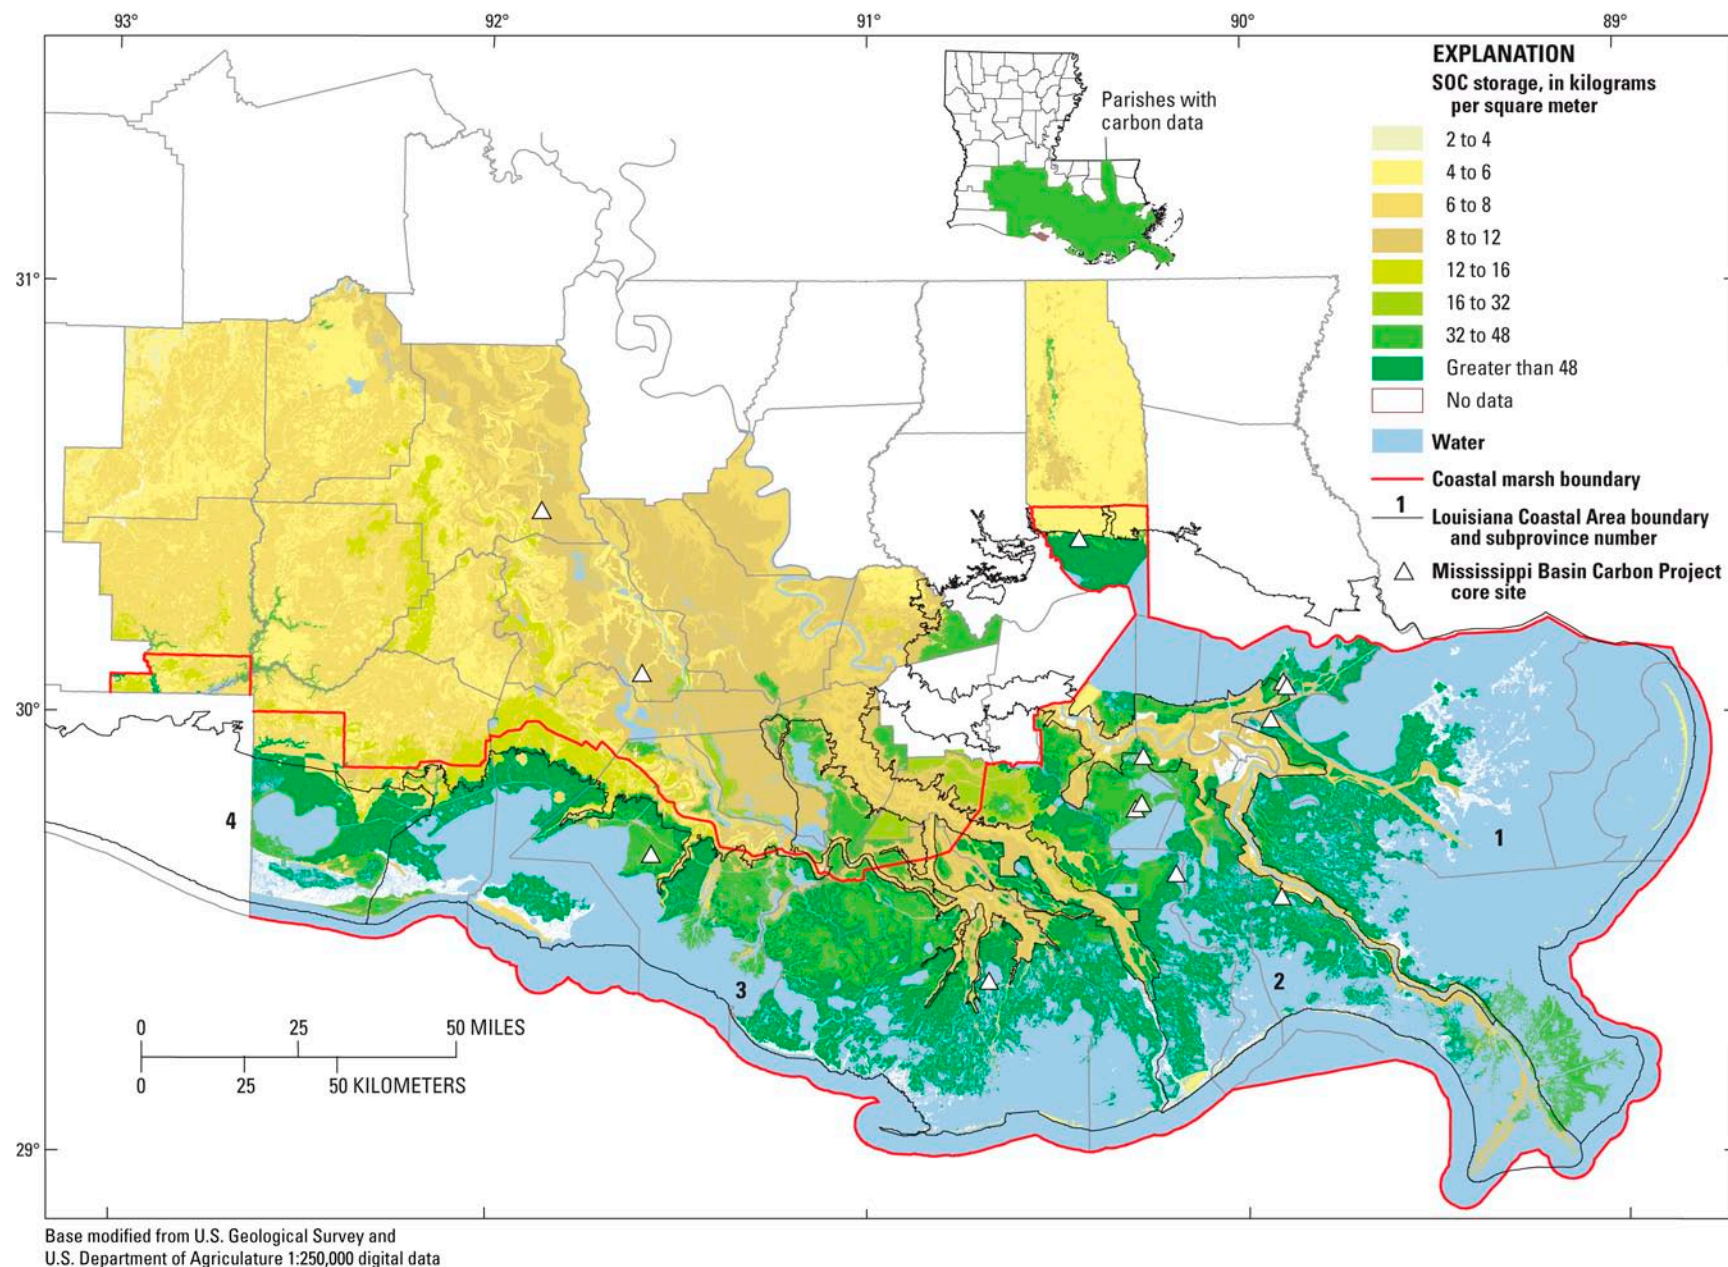 93°
92°
91°
90°
89°
EXPLANATION
SOC storage, in kilograms
per square meter
2 to 4
4 to 6
6 to 8
8 to 12
12 to 16
16 to 32
32 to 48
Greater than 48
No data
Water
Coastal marsh boundary
1
Louisiana Coastal Area boundary
and subprovince number
Mississippi Basin Carbon Project
core site
Parishes with
carbon data
31°
30°
29°
4
3
2
1
0 25 50 MILES
0 25 50 KILOMETERS
Base modified from U.S. Geological Survey and
U.S. Department of Agriculature 1:250,000 digital data